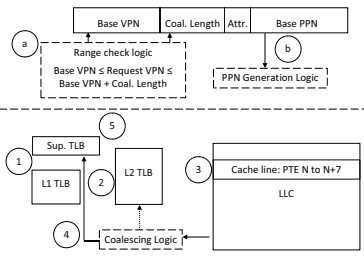 Base VPN Coal. Length Attr. Base PPN
a
b
Range check logic
Base VPN ≤ Request VPN ≤
Base VPN + Coal. Length
PPN Generation Logic
5
Sup. TLB
1
L1 TLB
2
L2 TLB
3
Cache line: PTE N to N+7
LLC
4
Coalescing Logic